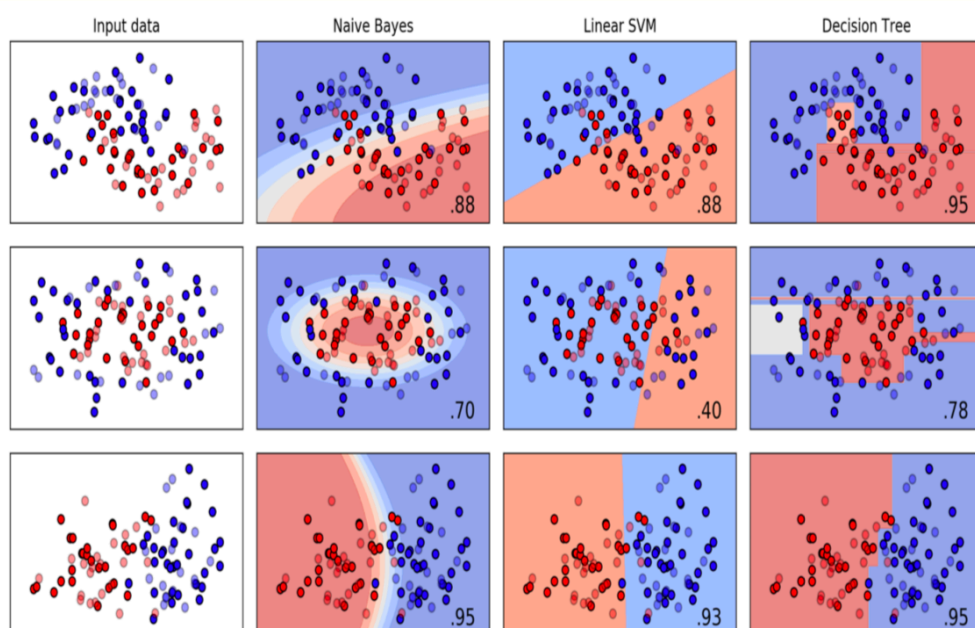 Input data
Naive Bayes
Linear SVM
Decision Tree
.88
.88
.95
.70
.40
.78
.95
.93
.95